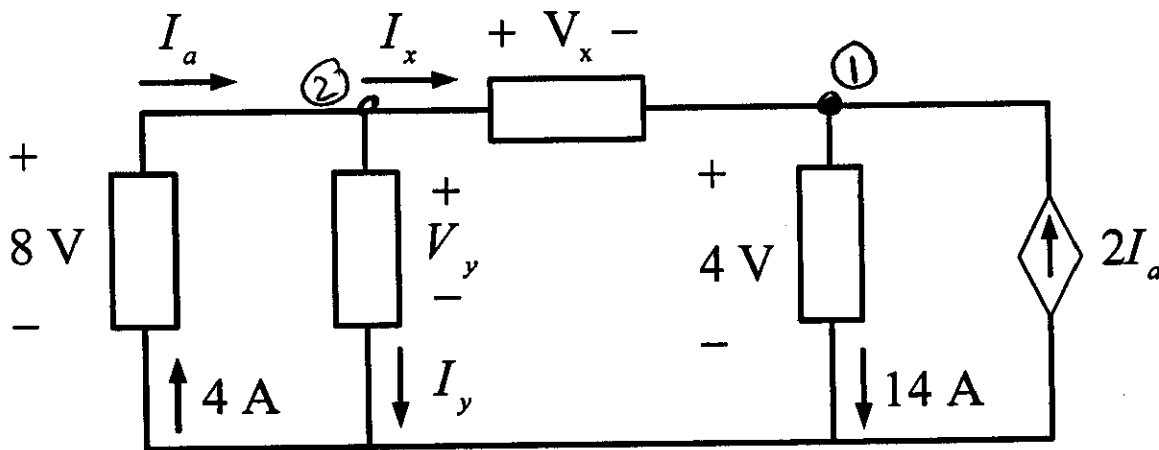 I_a
I_x
+ V_x −
②
①
+
8 V
−
4 A
+
V_y
−
I_y
+
4 V
−
14 A
2I_a